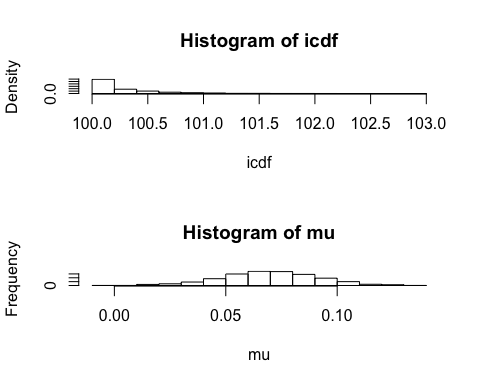 Histogram of icdf
Density
0.0
100.0 100.5 101.0 101.5 102.0 102.5 103.0
icdf
Histogram of mu
Frequency
0
0.00 0.05 0.10
mu